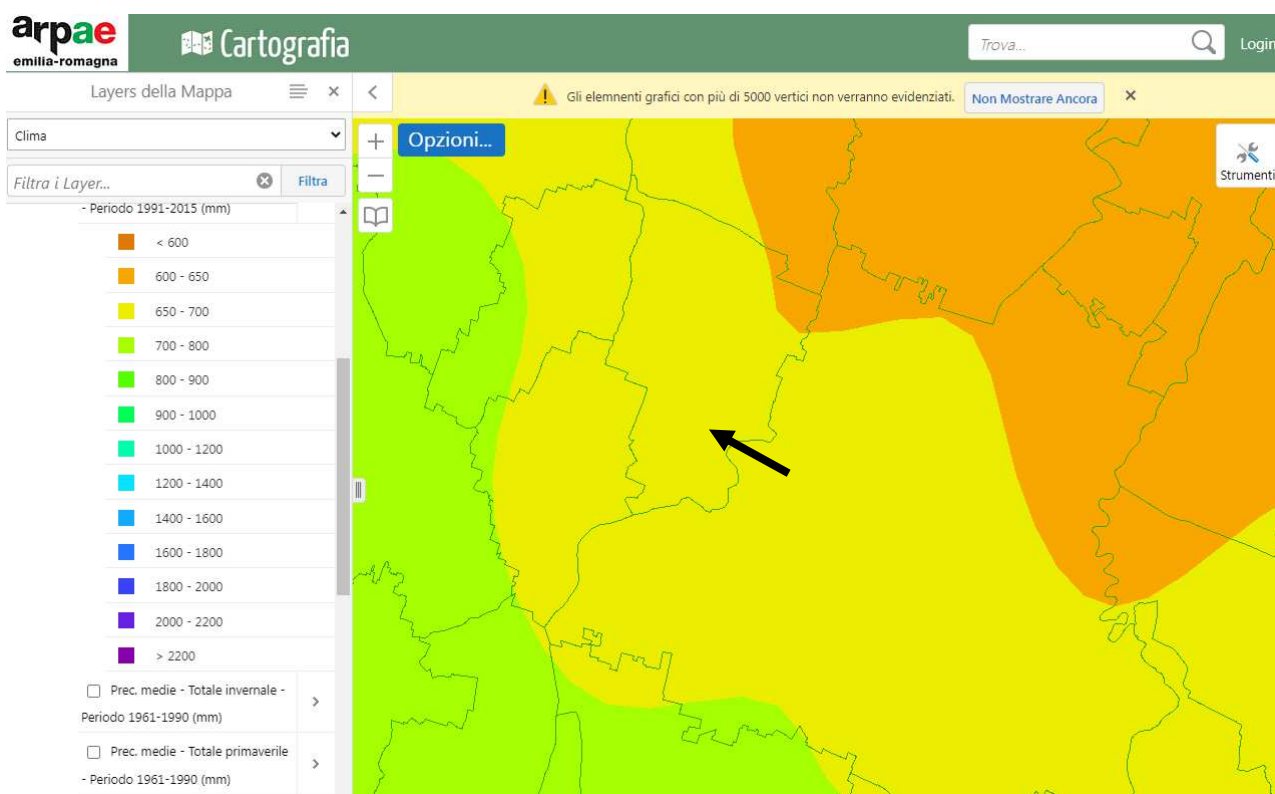 arpae
emilia-romagna
Cartografia
Trova...
Login
Layers della Mappa
Gli elemnenti grafici con più di 5000 vertici non verranno evidenziati.
Non Mostrare Ancora
Clima
Opzioni...
Strumenti
Filtra i Layer...
Filtra
- Periodo 1991-2015 (mm)
< 600
600 - 650
650 - 700
700 - 800
800 - 900
900 - 1000
1000 - 1200
1200 - 1400
1400 - 1600
1600 - 1800
1800 - 2000
2000 - 2200
> 2200
Prec. medie - Totale invernale -
Periodo 1961-1990 (mm)
Prec. medie - Totale primaverile
- Periodo 1961-1990 (mm)